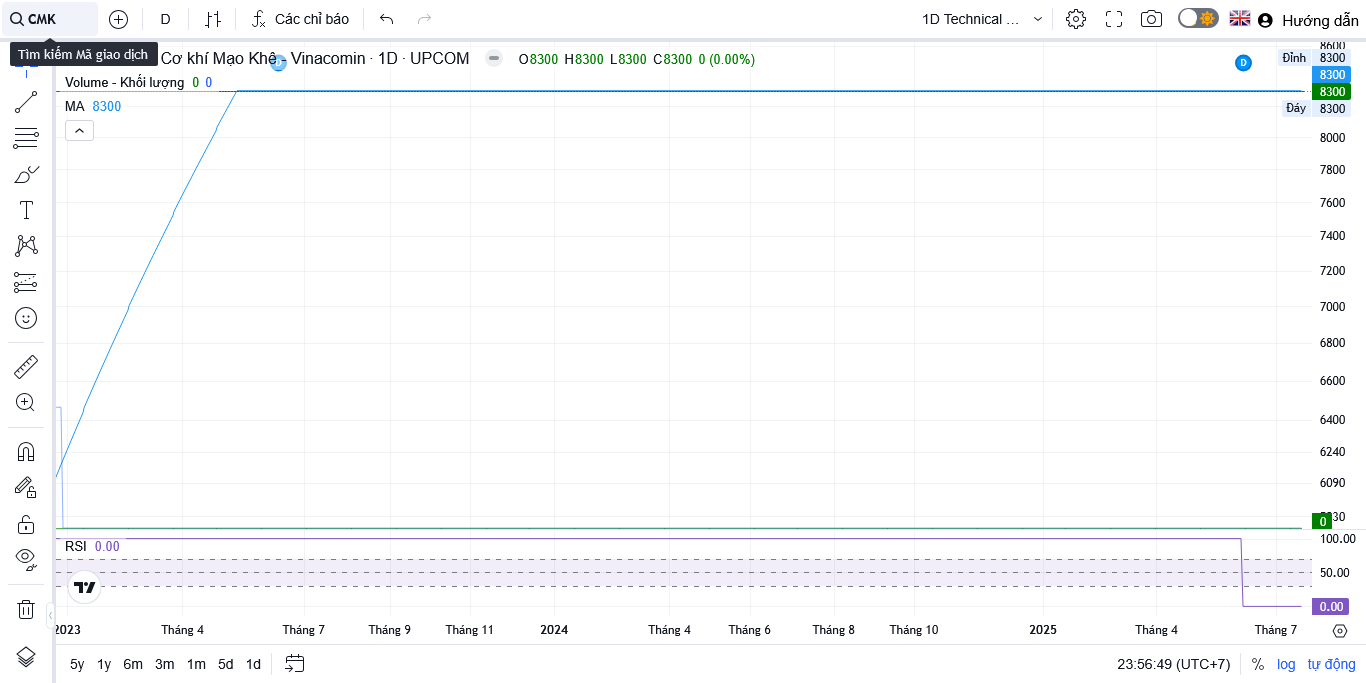 CMK
D
Các chỉ báo
1D Technical ...
Hướng dẫn
Tìm kiếm Mã giao dịch
Cơ khí Mạo Khê - Vinacomin · 1D · UPCOM
O8300 H8300 L8300 C8300 0 (0.00%)
Volume - Khối lượng 0 0
MA 8300
D
8600
Đỉnh 8300
8300
8300
Đáy 8300
8000
7800
7600
7400
7200
7000
6800
6600
6400
6240
6090
0
RSI 0.00
100.00
50.00
0.00
2023 Tháng 4 Tháng 7 Tháng 9 Tháng 11 2024 Tháng 4 Tháng 6 Tháng 8 Tháng 10 2025 Tháng 4 Tháng 7
5y 1y 6m 3m 1m 5d 1d
23:56:49 (UTC+7) % log tự động